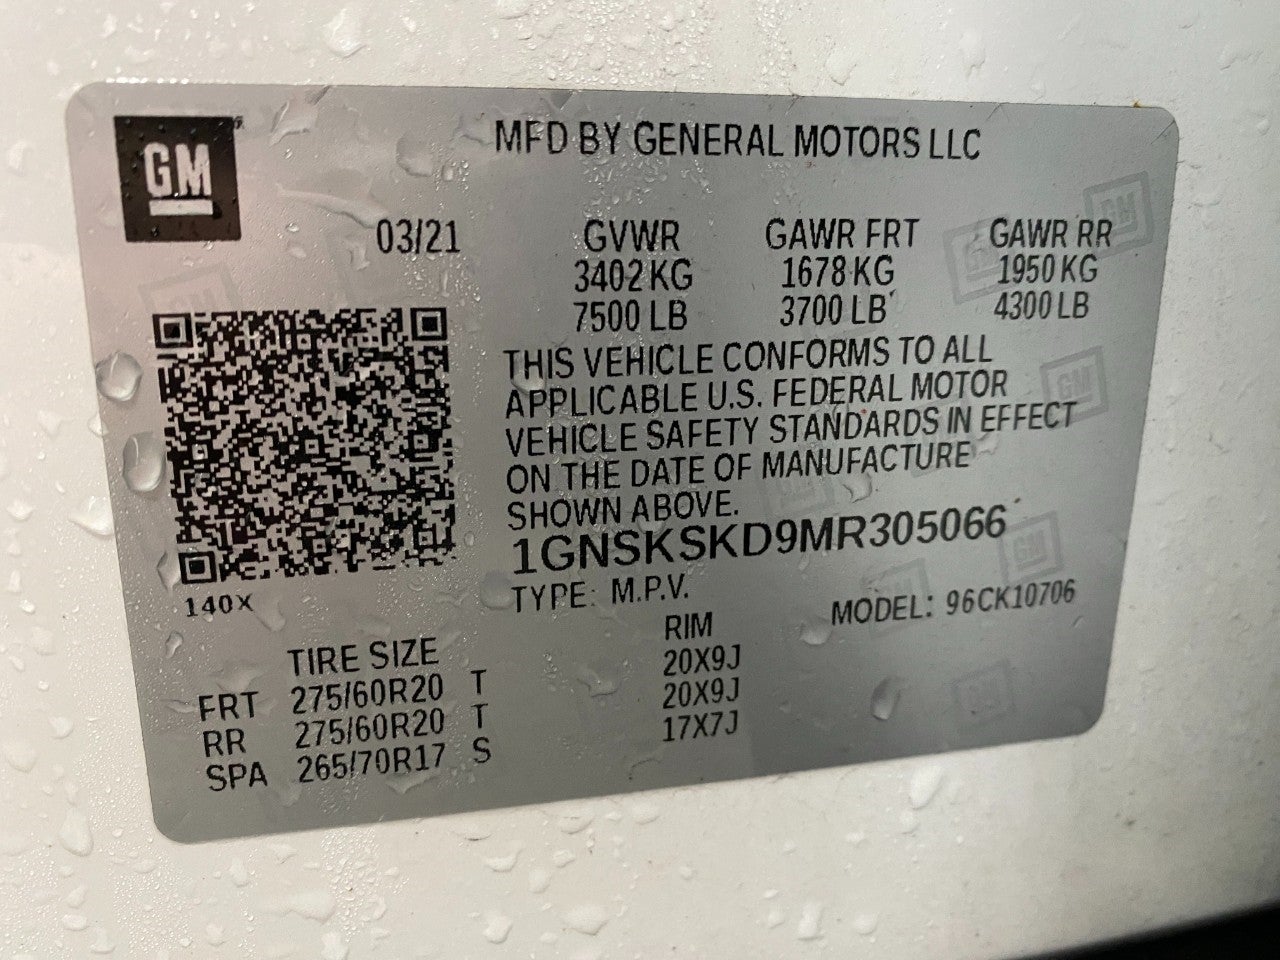 GM
MFD BY GENERAL MOTORS LLC
03/21
GVWR GAWR FRT GAWR RR
3402 KG 1678 KG 1950 KG
7500 LB 3700 LB 4300 LB
THIS VEHICLE CONFORMS TO ALL
APPLICABLE U.S. FEDERAL MOTOR
VEHICLE SAFETY STANDARDS IN EFFECT
ON THE DATE OF MANUFACTURE
SHOWN ABOVE.
1GNSKSKD9MR305066
140X
TYPE: M.P.V. MODEL: 96CK10706
TIRE SIZE RIM
FRT 275/60R20 T 20X9J
RR 275/60R20 T 20X9J
SPA 265/70R17 S 17X7J